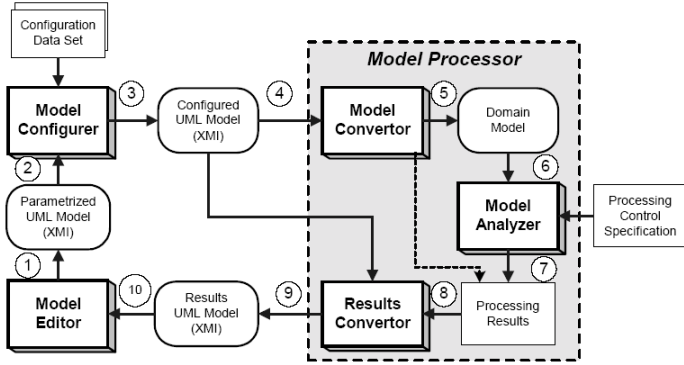 Configuration
Data Set
Model Processor
Model
Configurer
3
Configured
UML Model
(XMI)
4
Model
Convertor
5
Domain
Model
2
6
Parametrized
UML Model
(XMI)
Model
Analyzer
Processing
Control
Specification
1
7
Model
Editor
10
Results
UML Model
(XMI)
9
Results
Convertor
8
Processing
Results